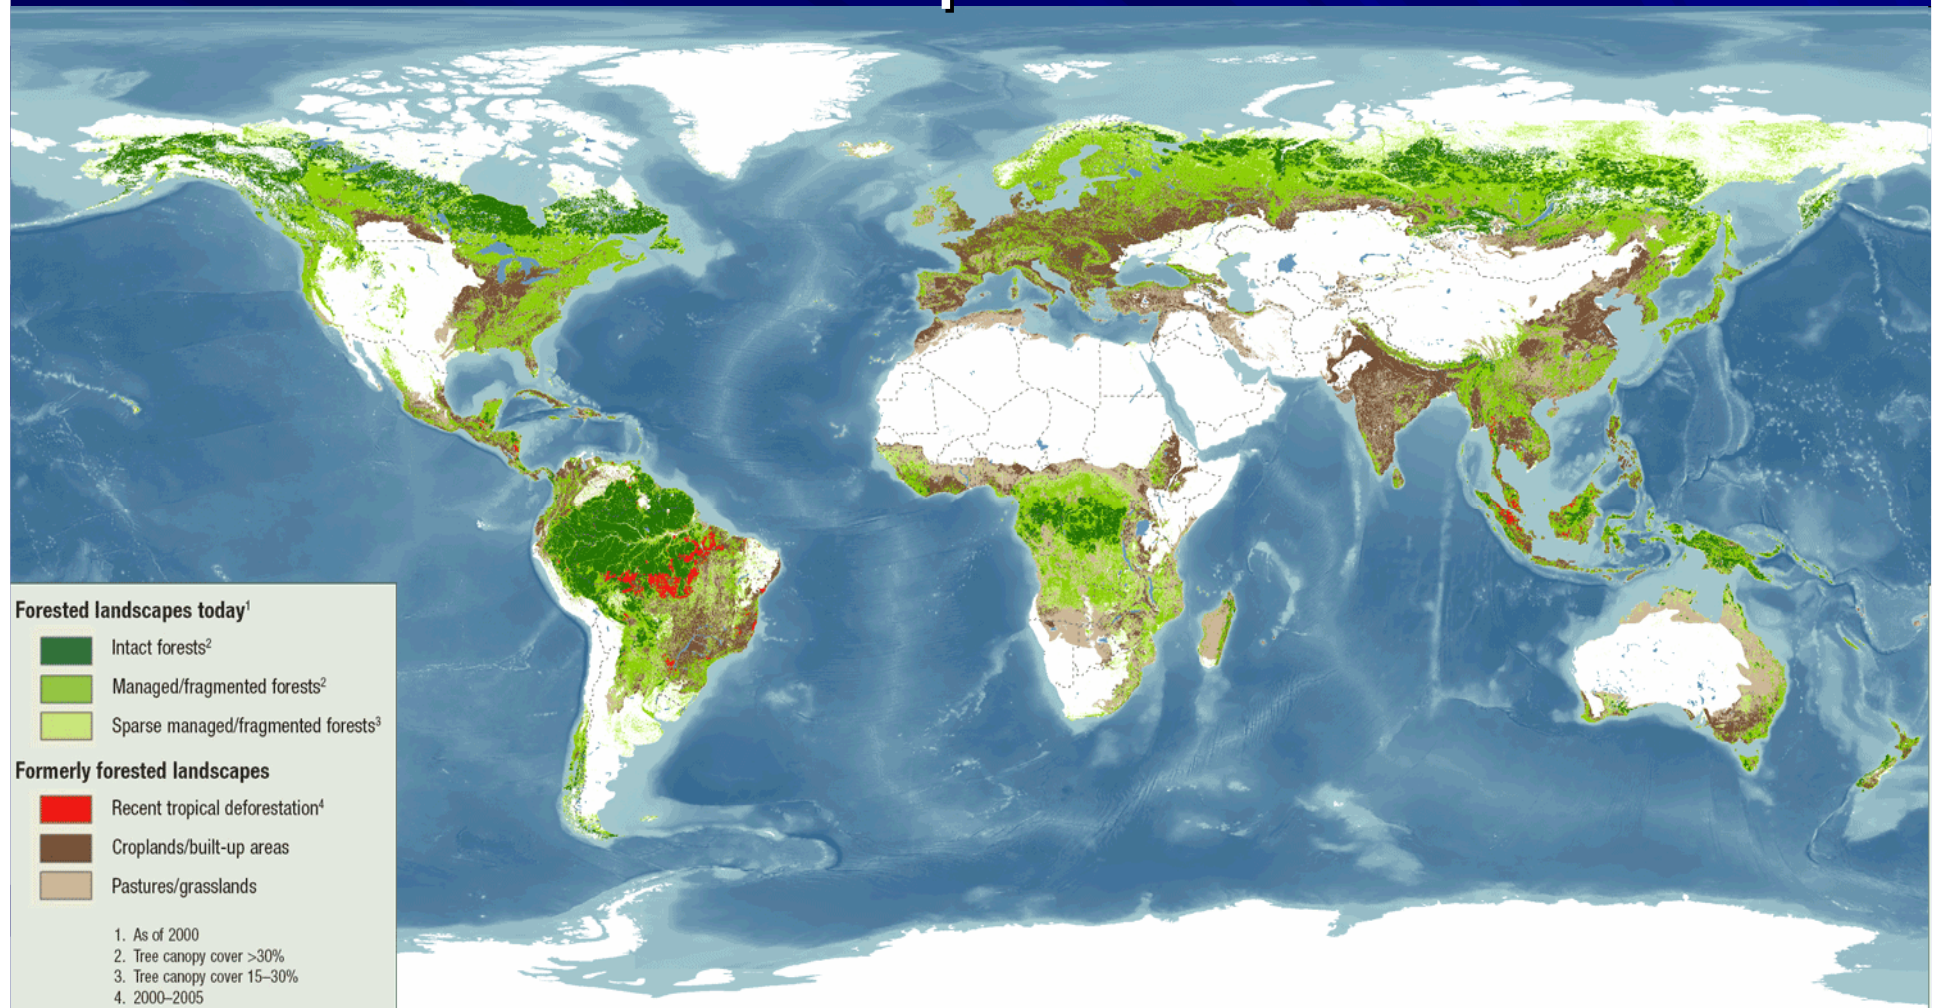 Forested landscapes today¹
Intact forests²
Managed/fragmented forests²
Sparse managed/fragmented forests³
Formerly forested landscapes
Recent tropical deforestation⁴
Croplands/built-up areas
Pastures/grasslands
1. As of 2000
2. Tree canopy cover >30%
3. Tree canopy cover 15–30%
4. 2000–2005